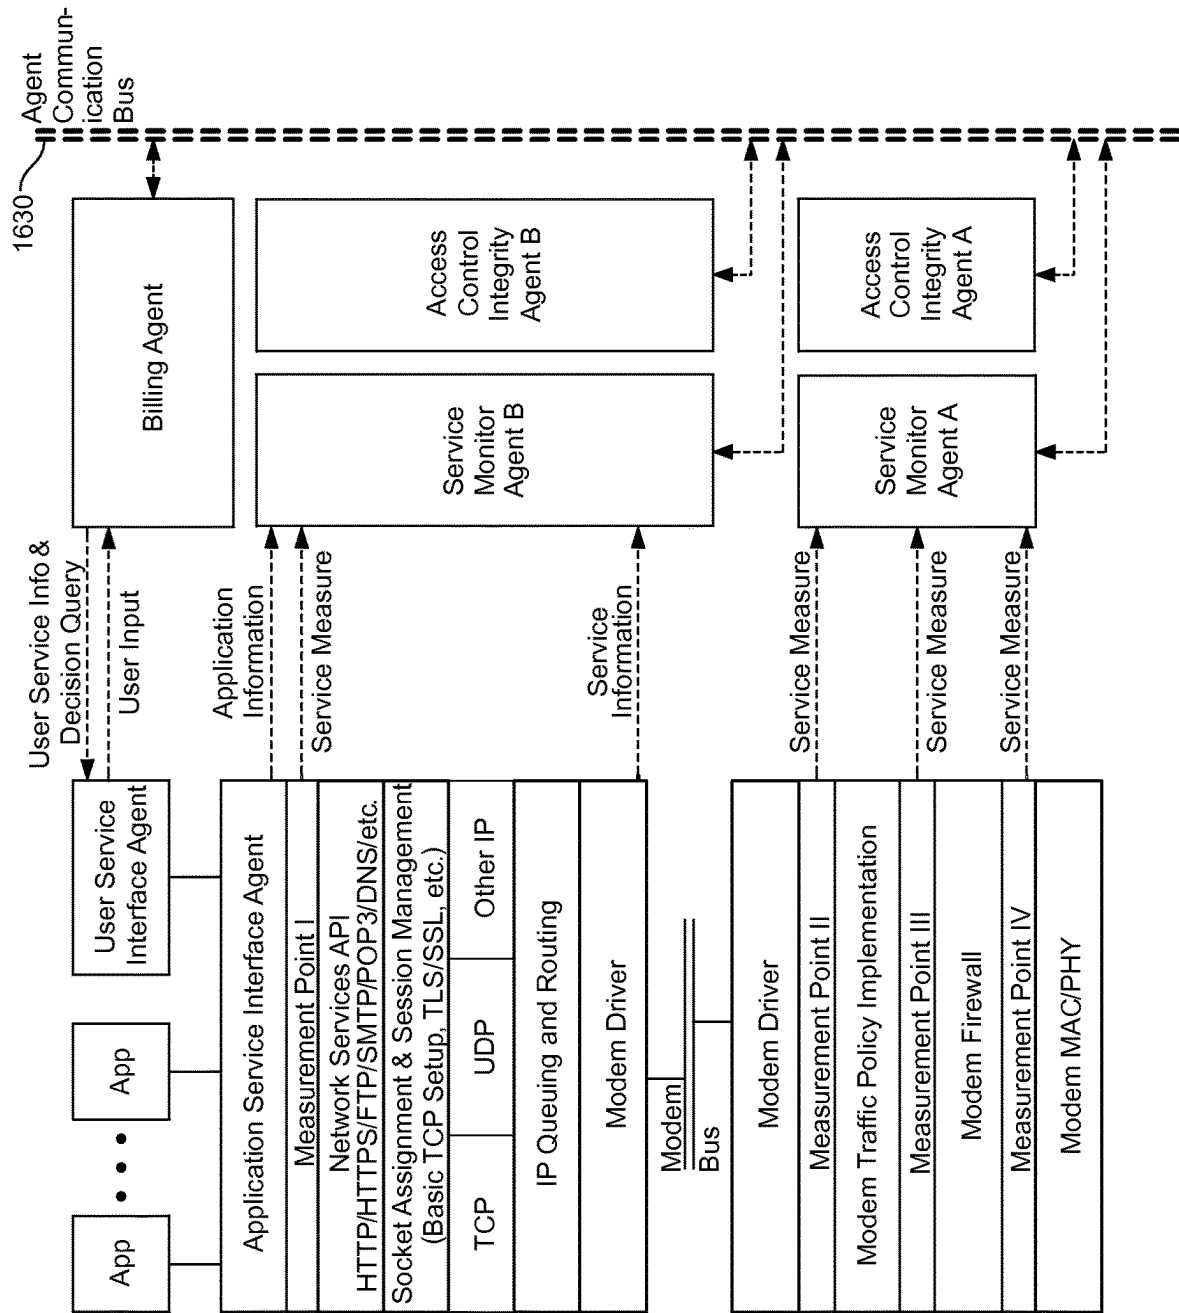 1630
Agent
Commun-
ication
Bus
Billing Agent
User Service Info &
Decision Query
User Input
User Service
Interface Agent
App
App
Access
Control
Integrity
Agent B
Service
Monitor
Agent B
Application
Information
Service Measure
Service
Information
Application Service Interface Agent
Measurement Point I
Network Services API
HTTP/HTTPS/FTP/SMTP/POP3/DNS/etc.
Socket Assignment & Session Management
(Basic TCP Setup, TLS/SSL, etc.)
TCP
UDP
Other IP
IP Queuing and Routing
Modem Driver
Modem
Bus
Access
Control
Integrity
Agent A
Service
Monitor
Agent A
Service Measure
Service Measure
Service Measure
Modem Driver
Measurement Point II
Modem Traffic Policy Implementation
Measurement Point III
Modem Firewall
Measurement Point IV
Modem MAC/PHY